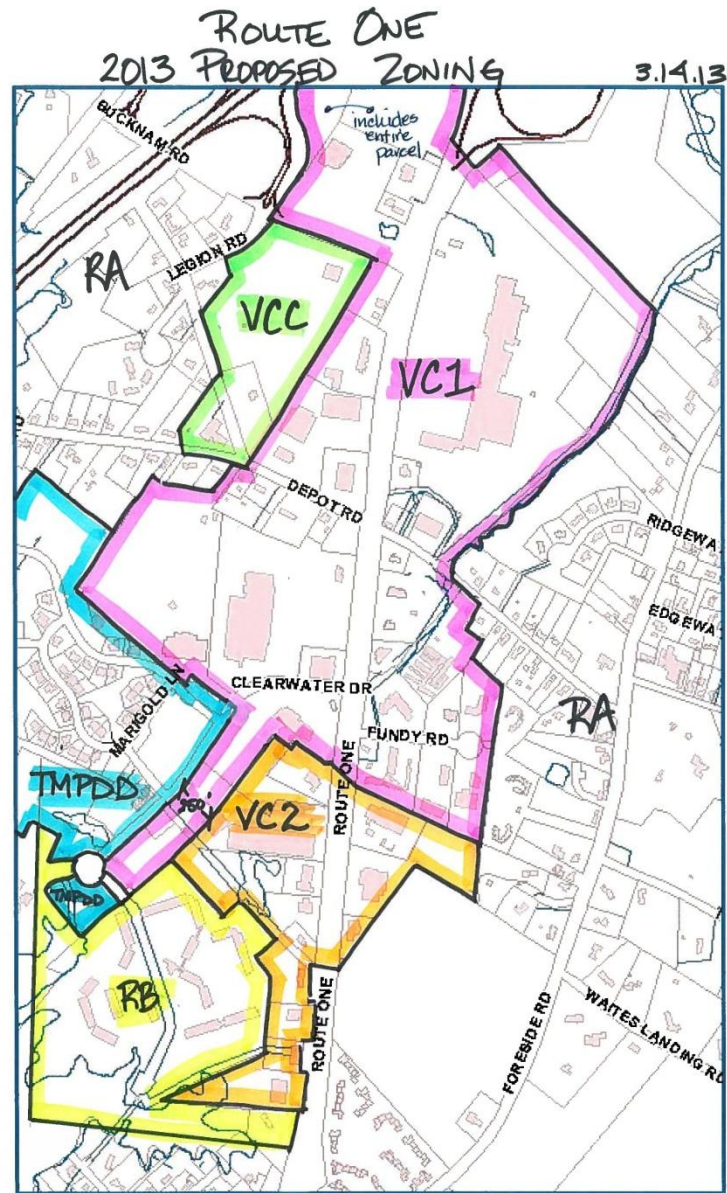 ROUTE ONE
2013 PROPOSED ZONING 3.14.13
includes
entire
parcel
BUCKNAM RD
RA
LEGION RD
VCC
VC1
DEPOT RD
RIDGEWA
EDGEWA
CLEARWATER DR
MARIGOLD LN
FUNDY RD
RA
TMPDD
VC2
ROUTE ONE
TMPDD
RB
ROUTE ONE
FORESIDE RD
WAITES LANDING RD